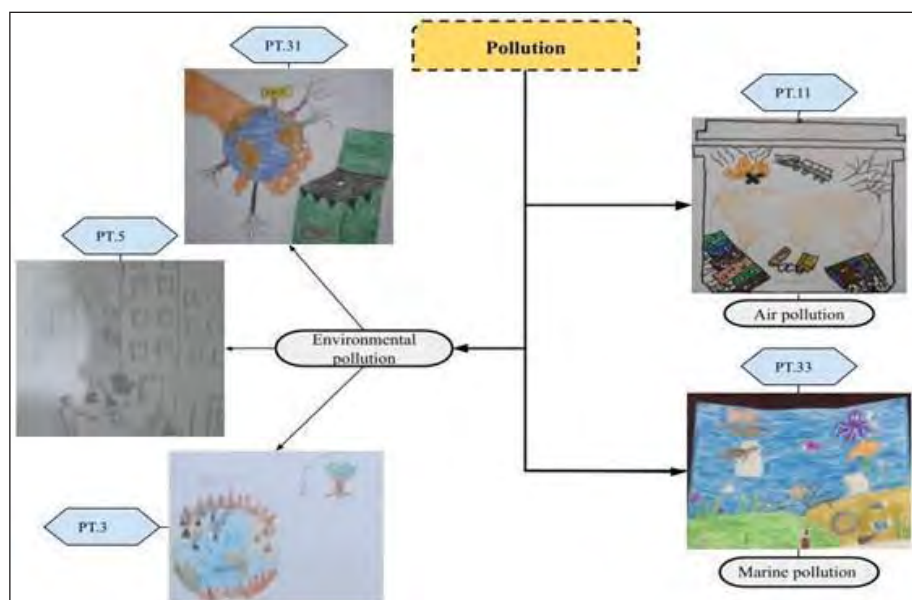 Pollution
PT.31
PT.11
PT.5
Air pollution
Environmental
pollution
PT.33
PT.3
Marine pollution